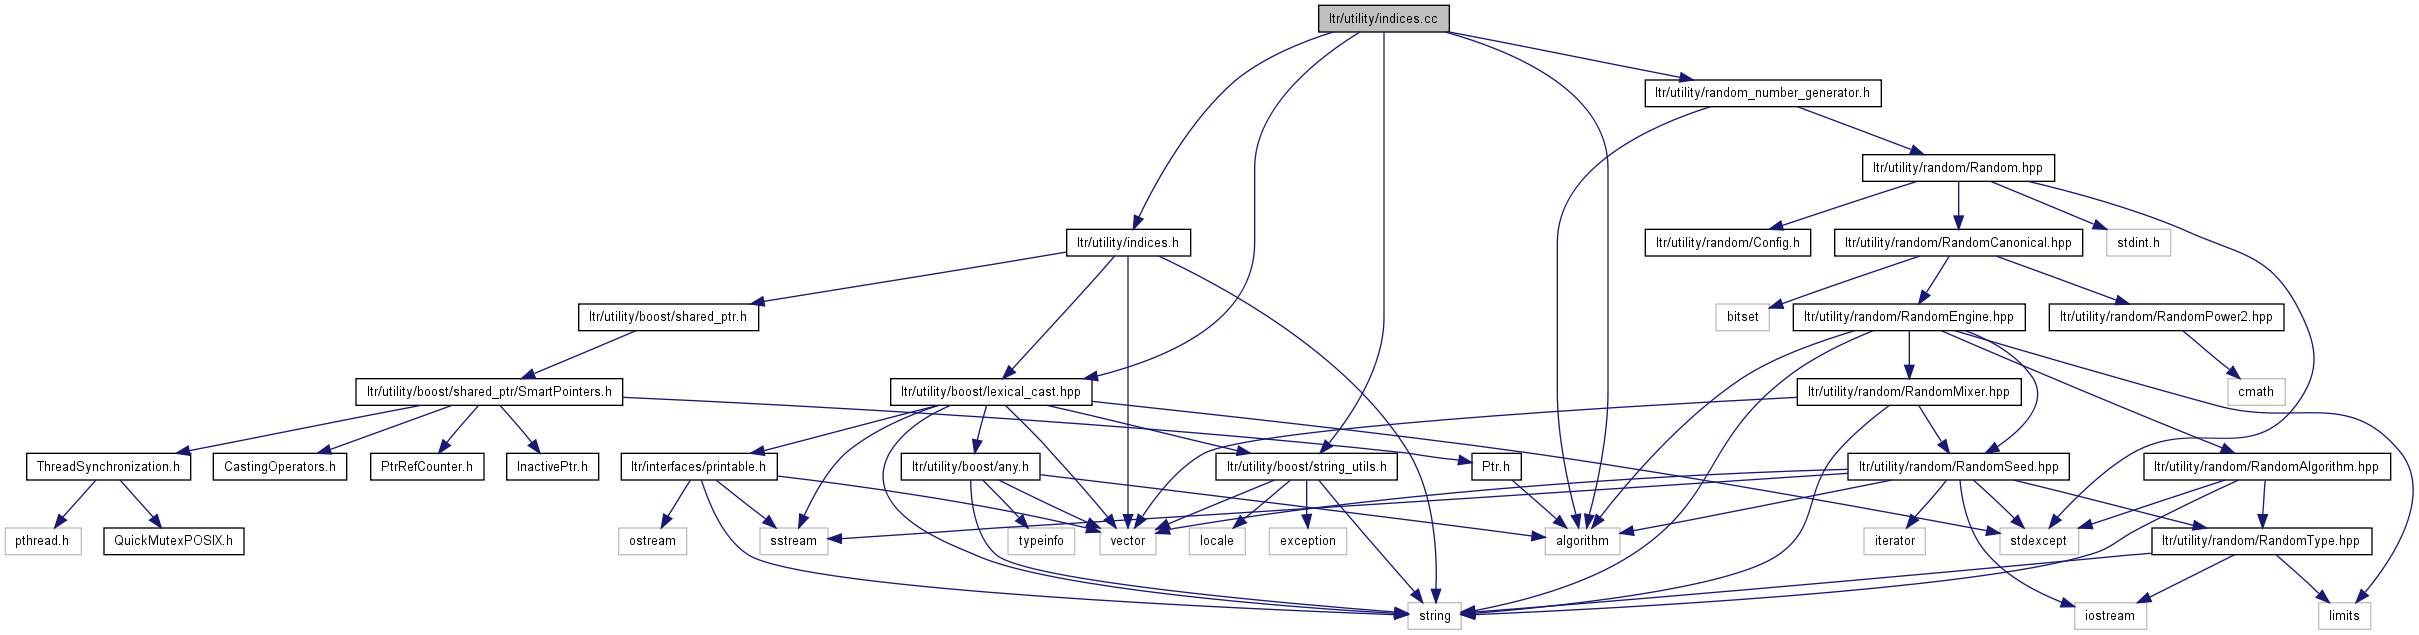 ltr/utility/indices.cc
ltr/utility/random_number_generator.h
ltr/utility/random/Random.hpp
ltr/utility/indices.h
ltr/utility/random/Config.h
ltr/utility/random/RandomCanonical.hpp
stdint.h
ltr/utility/boost/shared_ptr.h
bitset
ltr/utility/random/RandomEngine.hpp
ltr/utility/random/RandomPower2.hpp
ltr/utility/boost/shared_ptr/SmartPointers.h
ltr/utility/boost/lexical_cast.hpp
ltr/utility/random/RandomMixer.hpp
cmath
ThreadSynchronization.h
CastingOperators.h
PtrRefCounter.h
InactivePtr.h
ltr/interfaces/printable.h
ltr/utility/boost/any.h
ltr/utility/boost/string_utils.h
Ptr.h
ltr/utility/random/RandomSeed.hpp
ltr/utility/random/RandomAlgorithm.hpp
pthread.h
QuickMutexPOSIX.h
ostream
sstream
typeinfo
vector
locale
exception
algorithm
iterator
stdexcept
ltr/utility/random/RandomType.hpp
string
iostream
limits